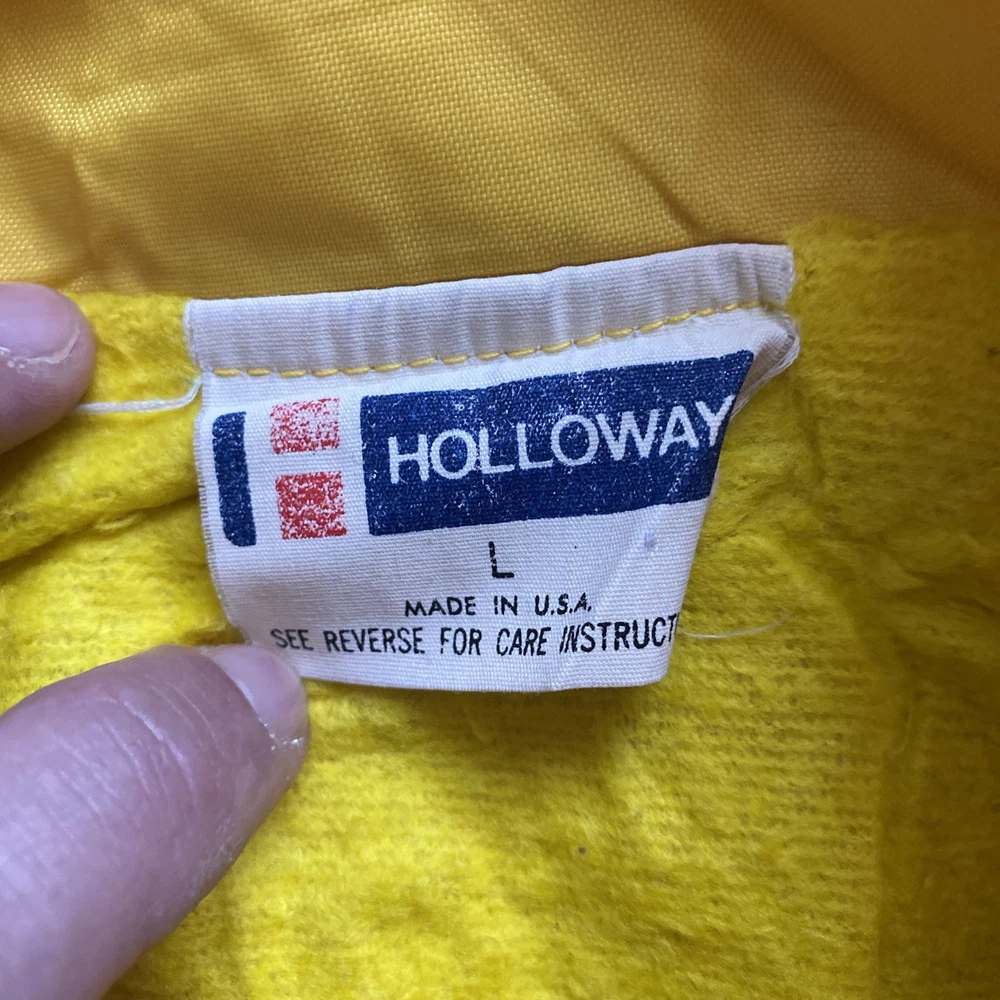 HOLLOWAY
L
MADE IN U.S.A.
SEE REVERSE FOR CARE INSTRUCT